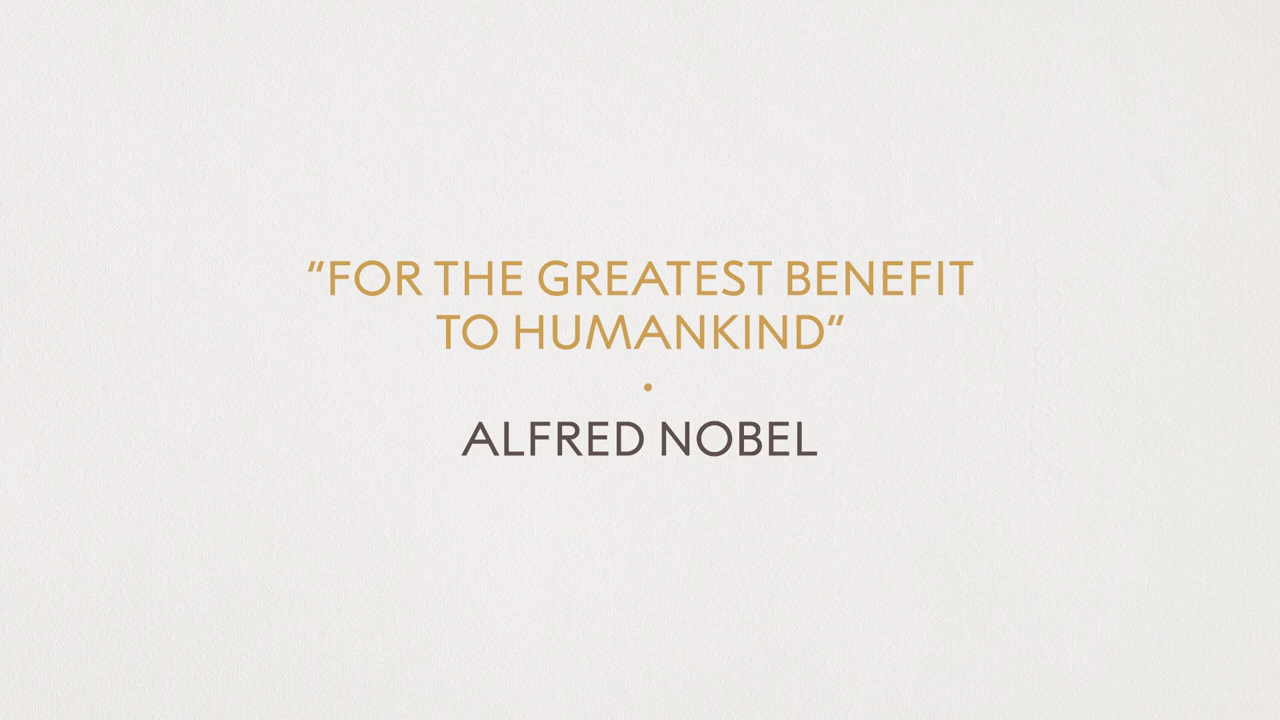 “FOR THE GREATEST BENEFIT
TO HUMANKIND”
•
ALFRED NOBEL